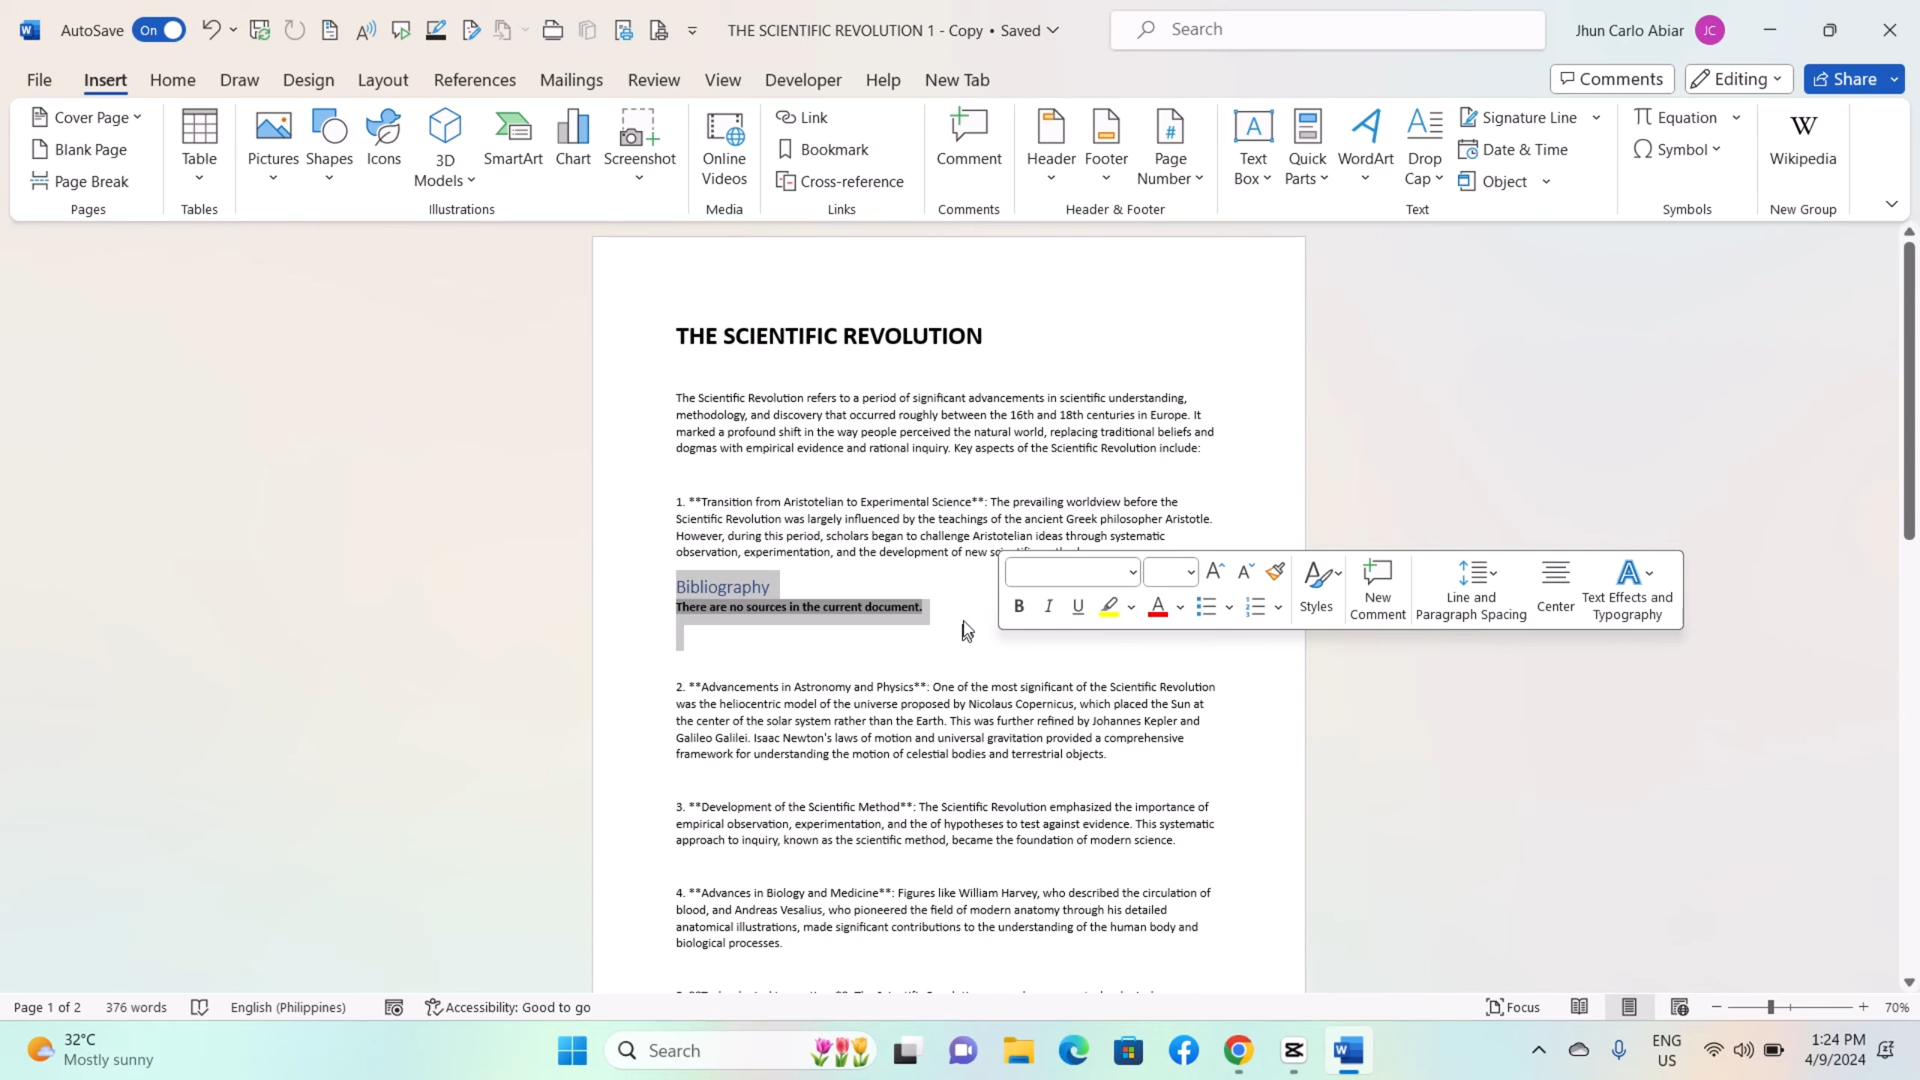 AutoSave On THE SCIENTIFIC REVOLUTION 1 - Copy • Saved Search Jhun Carlo Abiar JC
File Insert Home Draw Design Layout References Mailings Review View Developer Help New Tab Comments Editing Share
Cover Page
Blank Page
Page Break
Pages
Table
Tables
Pictures
Shapes
Icons
3D
Models
SmartArt
Chart
Screenshot
Illustrations
Online
Videos
Media
Link
Bookmark
Cross-reference
Links
Comment
Comments
Header
Footer
Page
Number
Header & Footer
Text
Box
Quick
Parts
WordArt
Drop
Cap
Signature Line
Date & Time
Object
Text
Equation
Symbol
Symbols
W
Wikipedia
New Group
THE SCIENTIFIC REVOLUTION
The Scientific Revolution refers to a period of significant advancements in scientific understanding,
methodology, and discovery that occurred roughly between the 16th and 18th centuries in Europe. It
marked a profound shift in the way people perceived the natural world, replacing traditional beliefs and
dogmas with empirical evidence and rational inquiry. Key aspects of the Scientific Revolution include:
1. **Transition from Aristotelian to Experimental Science**: The prevailing worldview before the
Scientific Revolution was largely influenced by the teachings of the ancient Greek philosopher Aristotle.
However, during this period, scholars began to challenge Aristotelian ideas through systematic
observation, experimentation, and the development of new
Bibliography
There are no sources in the current document.
B I U A
Styles
New
Comment
Line and
Paragraph Spacing
Center
Text Effects and
Typography
2. **Advancements in Astronomy and Physics**: One of the most significant of the Scientific Revolution
was the heliocentric model of the universe proposed by Nicolaus Copernicus, which placed the Sun at
the center of the solar system rather than the Earth. This was further refined by Johannes Kepler and
Galileo Galilei. Isaac Newton's laws of motion and universal gravitation provided a comprehensive
framework for understanding the motion of celestial bodies and terrestrial objects.
3. **Development of the Scientific Method**: The Scientific Revolution emphasized the importance of
empirical observation, experimentation, and the of hypotheses to test against evidence. This systematic
approach to inquiry, known as the scientific method, became the foundation of modern science.
4. **Advances in Biology and Medicine**: Figures like William Harvey, who described the circulation of
blood, and Andreas Vesalius, who pioneered the field of modern anatomy through his detailed
anatomical illustrations, made significant contributions to the understanding of the human body and
biological processes.
Page 1 of 2 376 words English (Philippines) Accessibility: Good to go Focus 70%
32°C
Mostly sunny
Search
ENG
US
1:24 PM
4/9/2024